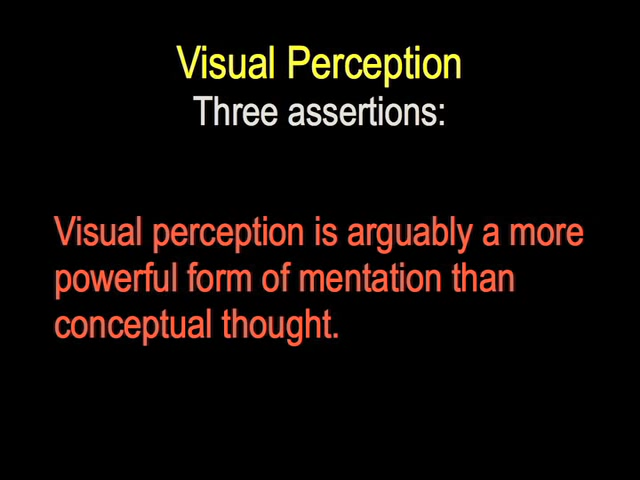 Visual Perception
Three assertions:
Visual perception is arguably a more
powerful form of mentation than
conceptual thought.